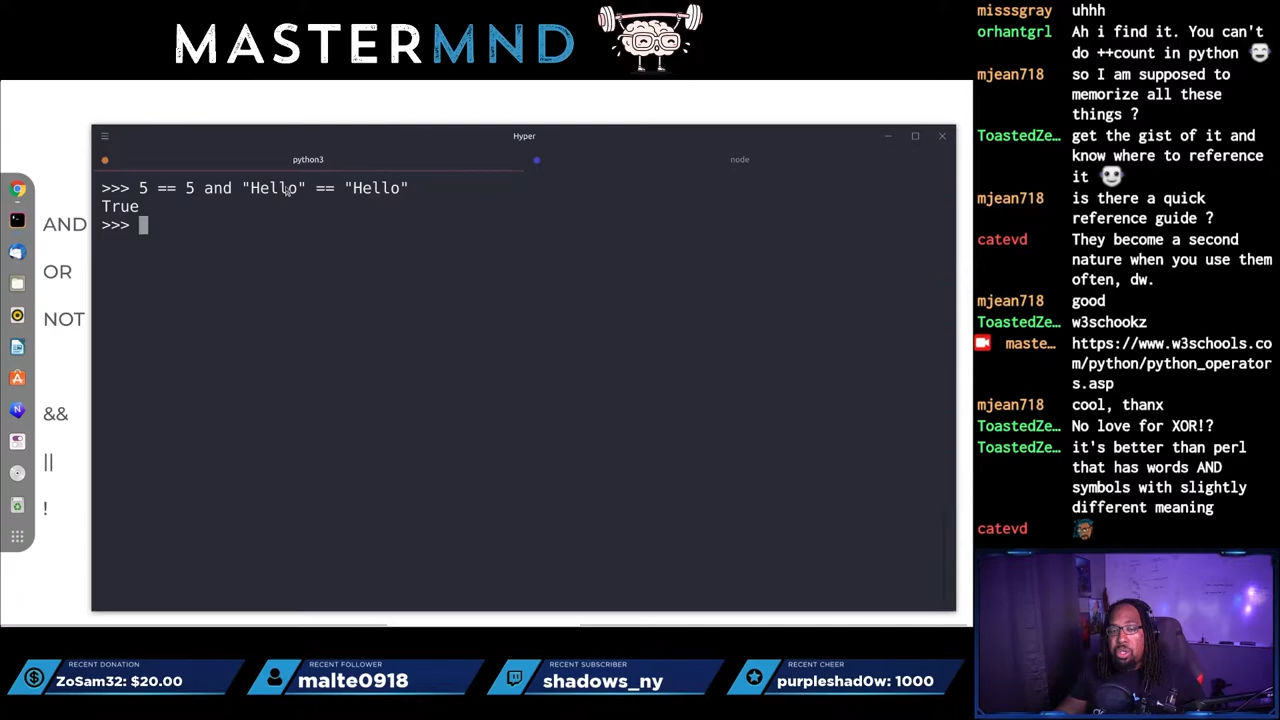 MASTERMND
Hyper
python3
node
>>> 5 == 5 and "Hello" == "Hello"
True
>>>
AND
OR
NOT
&&
||
!
misssgray uhhh
orhantgrl Ah i find it. You can't
do ++count in python
mjean718 so I am supposed to
memorize all these
things ?
ToastedZe… get the gist of it and
know where to reference
it
mjean718 is there a quick
reference guide ?
catevd They become a second
nature when you use them
often, dw.
mjean718 good
ToastedZe… w3schookz
maste… https://www.w3schools.co
m/python/python_operator
s.asp
mjean718 cool, thanx
ToastedZe… No love for XOR!?
ToastedZe… it's better than perl
that has words AND
symbols with slightly
different meaning
catevd
RECENT DONATION
ZoSam32: $20.00
RECENT FOLLOWER
malte0918
RECENT SUBSCRIBER
shadows_ny
RECENT CHEER
purpleshad0w: 1000